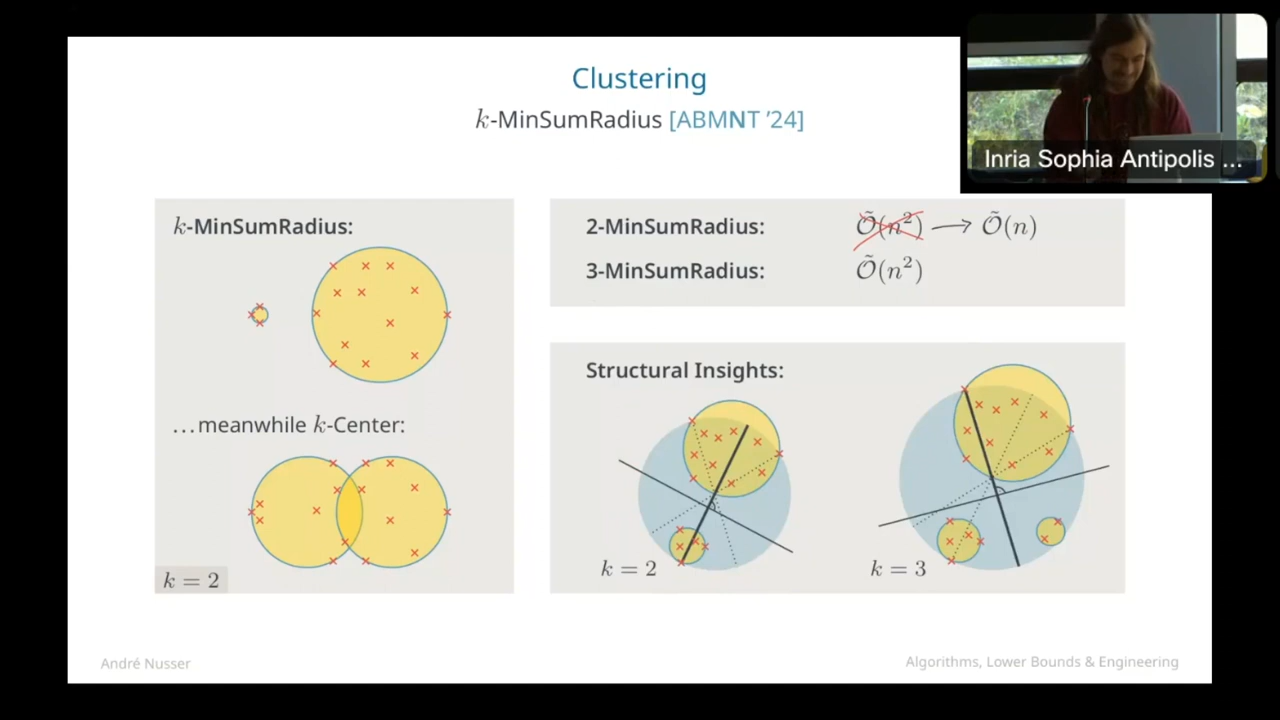 Clustering
k-MinSumRadius [ABMNT ’24]
Inria Sophia Antipolis ...
k-MinSumRadius:
...meanwhile k-Center:
k = 2
2-MinSumRadius: Õ(n²) → Õ(n)
3-MinSumRadius: Õ(n²)
Structural Insights:
k = 2
k = 3
André Nusser
Algorithms, Lower Bounds & Engineering